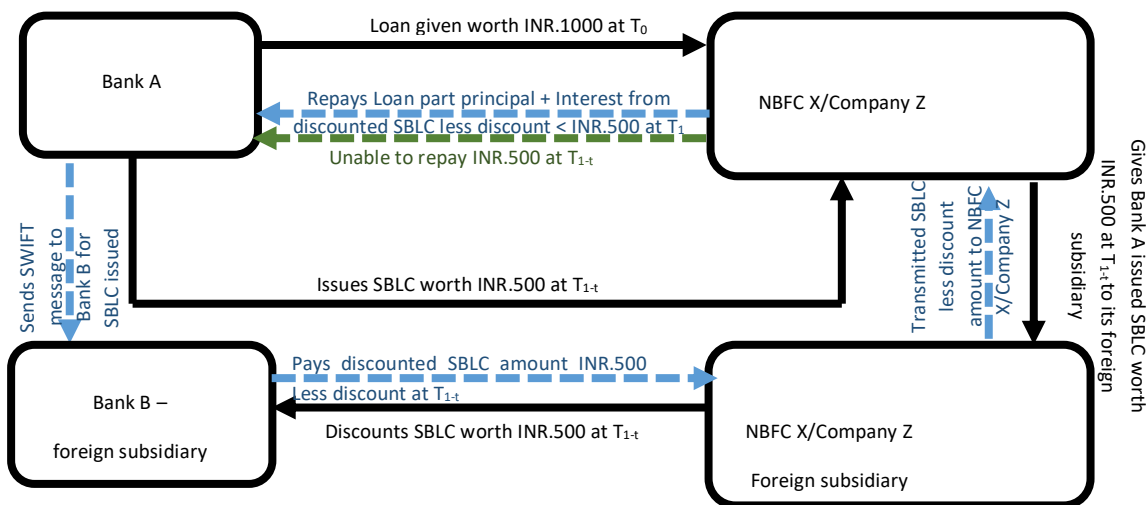 Loan given worth INR.1000 at T0
Bank A
NBFC X/Company Z
Repays Loan part principal + Interest from
discounted SBLC less discount < INR.500 at T1
Unable to repay INR.500 at T1-t
Gives Bank A issued SBLC worth
INR.500 at T1-t to its foreign
subsidiary
Transmitted SBLC
less discount
amount to NBFC
X/Company Z
Sends SWIFT
message to
Bank B for
SBLC issued
Issues SBLC worth INR.500 at T1-t
Pays discounted SBLC amount INR.500
Less discount at T1-t
Bank B –
foreign subsidiary
Discounts SBLC worth INR.500 at T1-t
NBFC X/Company Z
Foreign subsidiary